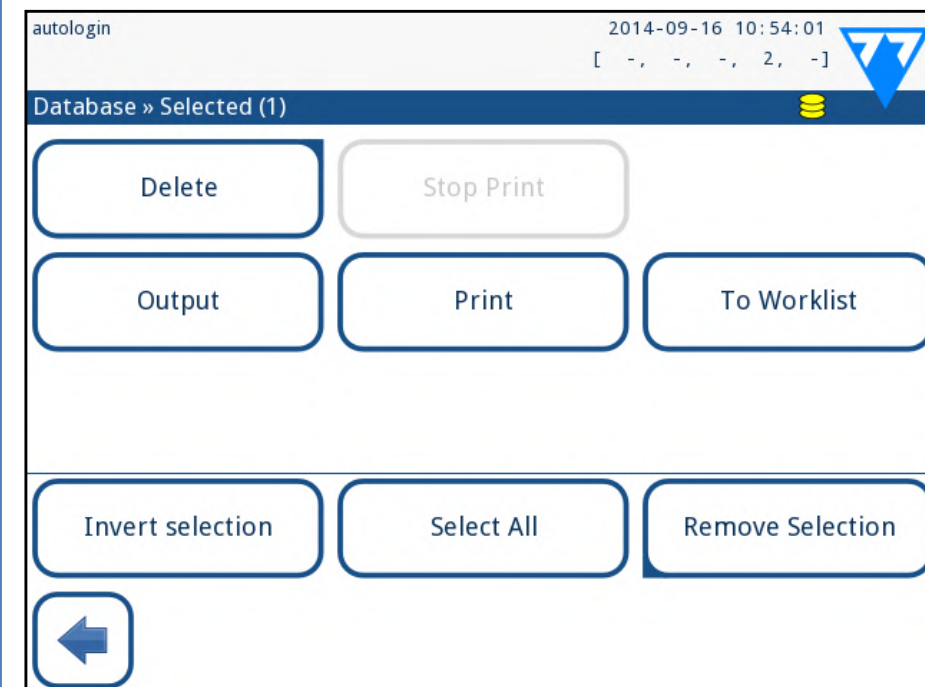 autologin 2014-09-16 10:54:01
[ -, -, -, 2, -]
Database » Selected (1)
Delete Stop Print
Output Print To Worklist
Invert selection Select All Remove Selection